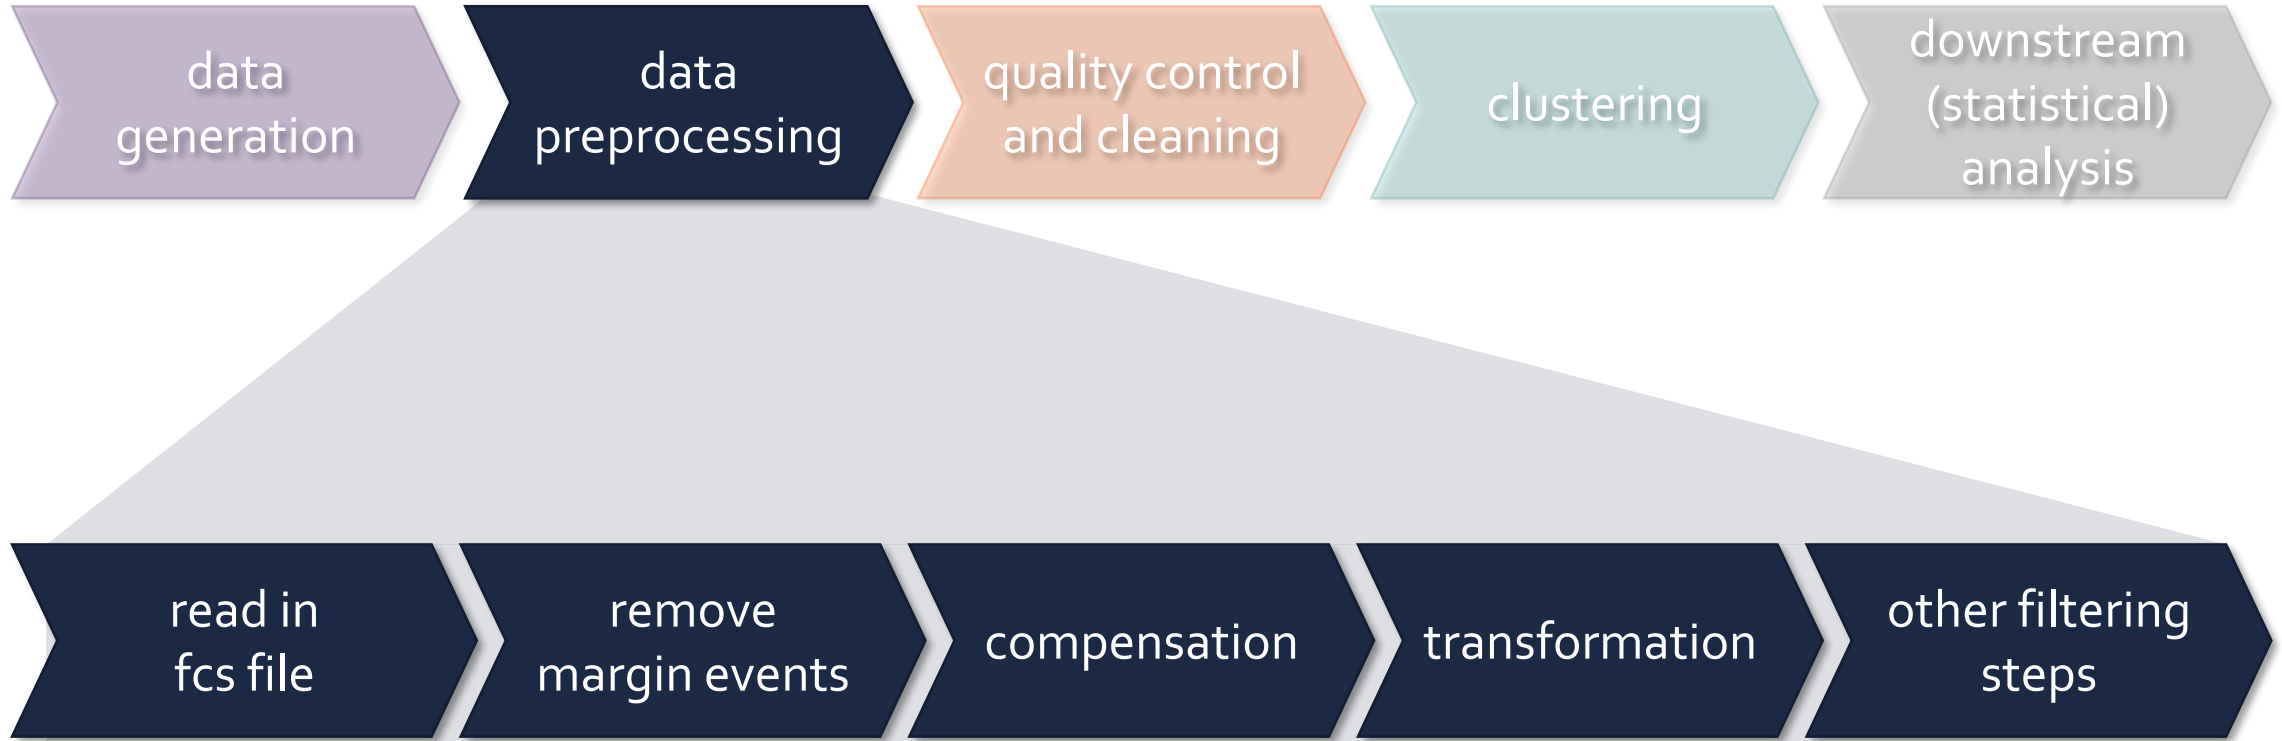 data
generation
data
preprocessing
quality control
and cleaning
clustering
downstream
(statistical)
analysis
read in
fcs file
remove
margin events
compensation
transformation
other filtering
steps